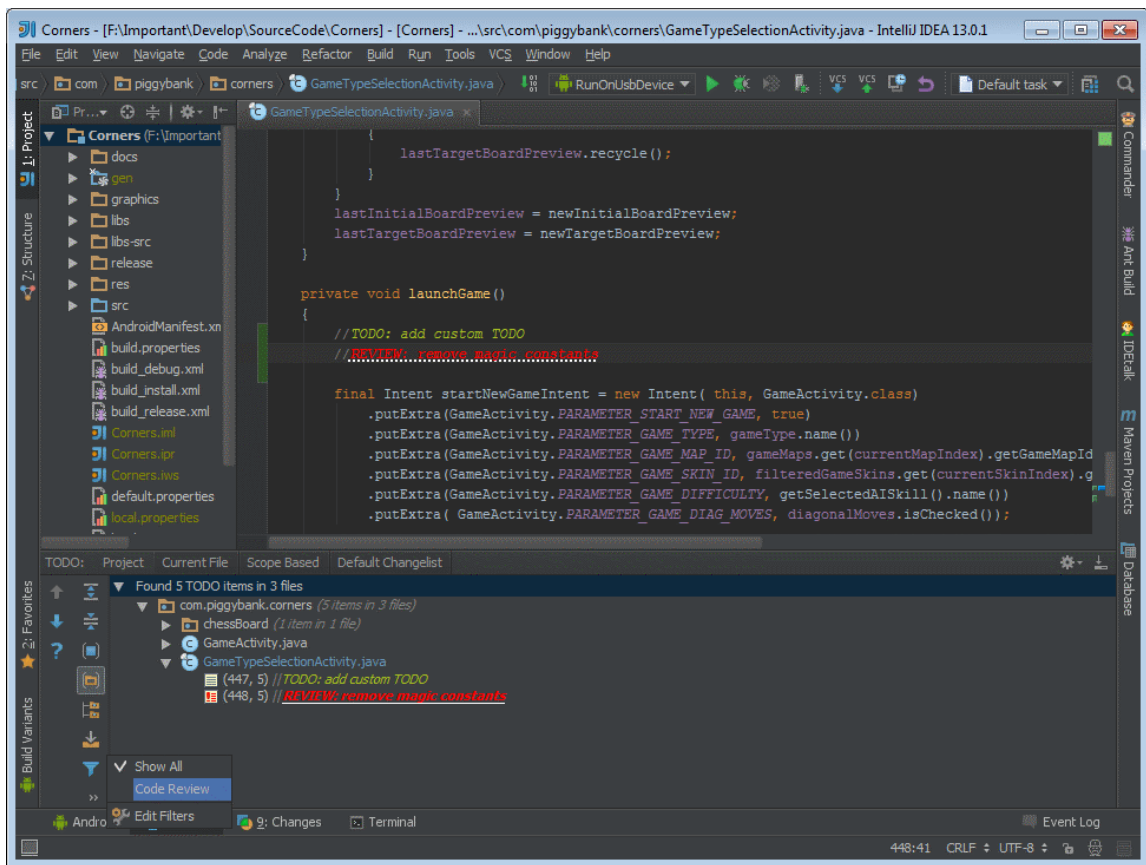 Corners - [F:\Important\Develop\SourceCode\Corners] - [Corners] - ...\src\com\piggybank\corners\GameTypeSelectionActivity.java - IntelliJ IDEA 13.0.1
File Edit View Navigate Code Analyze Refactor Build Run Tools VCS Window Help
src com piggybank corners GameTypeSelectionActivity.java RunOnUsbDevice VCS VCS Default task
Pr... GameTypeSelectionActivity.java
1: Project
Z: Structure
2: Favorites
Build Variants
Corners (F:\Important
docs
gen
graphics
libs
libs-src
release
res
src
AndroidManifest.xn
build.properties
build_debug.xml
build_install.xml
build_release.xml
Corners.iml
Corners.ipr
Corners.iws
default.properties
local.properties
{
lastTargetBoardPreview.recycle();
}
}
lastInitialBoardPreview = newInitialBoardPreview;
lastTargetBoardPreview = newTargetBoardPreview;
}
private void launchGame()
{
//TODO: add custom TODO
//REVIEW: remove magic constants
final Intent startNewGameIntent = new Intent( this, GameActivity.class)
.putExtra(GameActivity.PARAMETER_START_NEW_GAME, true)
.putExtra(GameActivity.PARAMETER_GAME_TYPE, gameType.name())
.putExtra(GameActivity.PARAMETER_GAME_MAP_ID, gameMaps.get(currentMapIndex).getGameMapId
.putExtra(GameActivity.PARAMETER_GAME_SKIN_ID, filteredGameSkins.get(currentSkinIndex).g
.putExtra(GameActivity.PARAMETER_GAME_DIFFICULTY, getSelectedAISkill().name())
.putExtra( GameActivity.PARAMETER_GAME_DIAG_MOVES, diagonalMoves.isChecked());
Commander
Ant Build
IDEtalk
Maven Projects
Database
TODO: Project Current File Scope Based Default Changelist
Found 5 TODO items in 3 files
com.piggybank.corners (5 items in 3 files)
chessBoard (1 item in 1 file)
GameActivity.java
GameTypeSelectionActivity.java
(447, 5) //TODO: add custom TODO
(448, 5) //REVIEW: remove magic constants
Show All
Code Review
Edit Filters
Andro 9: Changes Terminal Event Log
448:41 CRLF UTF-8